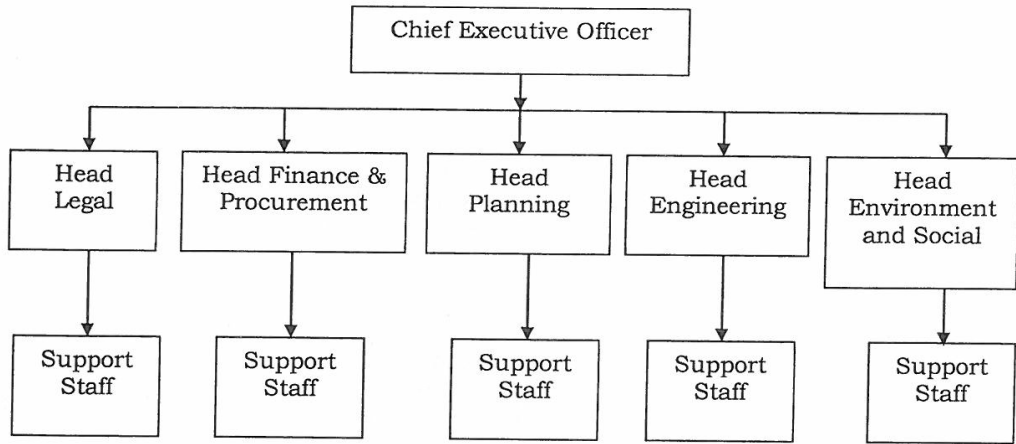 Chief Executive Officer
Head
Legal
Head Finance &
Procurement
Head
Planning
Head
Engineering
Head
Environment
and Social
Support
Staff
Support
Staff
Support
Staff
Support
Staff
Support
Staff